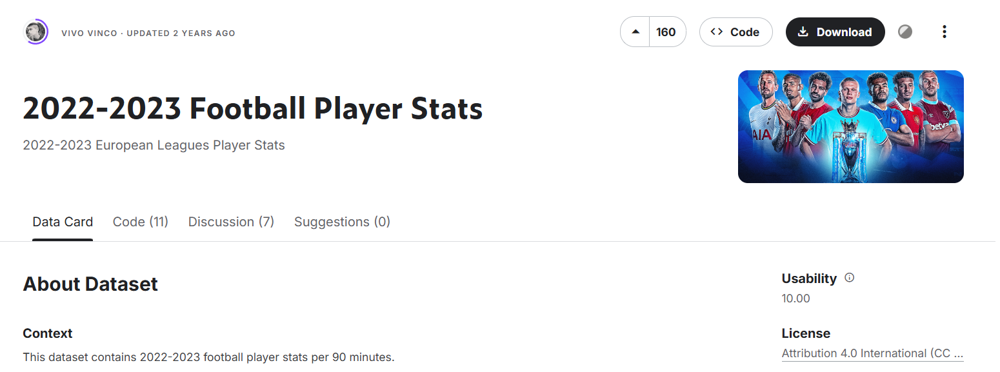 VIVO VINCO · UPDATED 2 YEARS AGO
160
Code
Download
2022-2023 Football Player Stats
2022-2023 European Leagues Player Stats
AIA
betw
Data Card
Code (11)
Discussion (7)
Suggestions (0)
About Dataset
Usability
10.00
Context
License
This dataset contains 2022-2023 football player stats per 90 minutes.
Attribution 4.0 International (CC ...